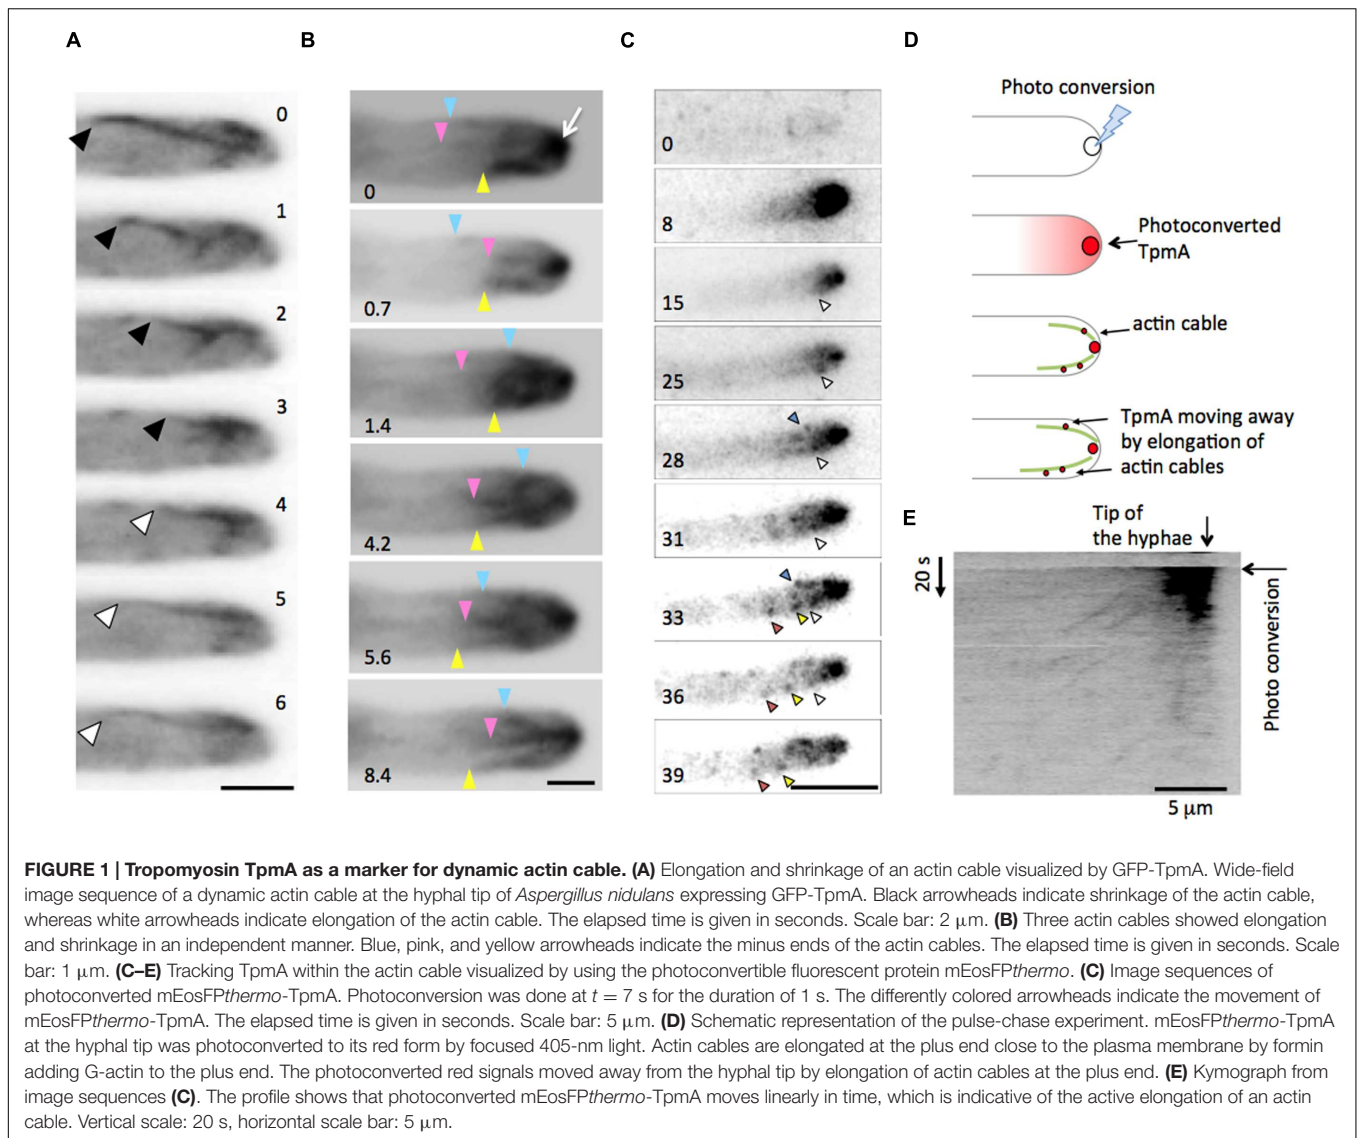 A
B
C
D
0
1
2
3
4
5
6
0
0.7
1.4
4.2
5.6
8.4
0
8
15
25
28
31
33
36
39
Photo conversion
Photoconverted
TpmA
actin cable
TpmA moving away
by elongation of
actin cables
E
Tip of
the hyphae
20 s
Photo conversion
5 µm
FIGURE 1 | Tropomyosin TpmA as a marker for dynamic actin cable. (A) Elongation and shrinkage of an actin cable visualized by GFP-TpmA. Wide-field
image sequence of a dynamic actin cable at the hyphal tip of Aspergillus nidulans expressing GFP-TpmA. Black arrowheads indicate shrinkage of the actin cable,
whereas white arrowheads indicate elongation of the actin cable. The elapsed time is given in seconds. Scale bar: 2 µm. (B) Three actin cables showed elongation
and shrinkage in an independent manner. Blue, pink, and yellow arrowheads indicate the minus ends of the actin cables. The elapsed time is given in seconds. Scale
bar: 1 µm. (C–E) Tracking TpmA within the actin cable visualized by using the photoconvertible fluorescent protein mEosFPthermo. (C) Image sequences of
photoconverted mEosFPthermo-TpmA. Photoconversion was done at t = 7 s for the duration of 1 s. The differently colored arrowheads indicate the movement of
mEosFPthermo-TpmA. The elapsed time is given in seconds. Scale bar: 5 µm. (D) Schematic representation of the pulse-chase experiment. mEosFPthermo-TpmA
at the hyphal tip was photoconverted to its red form by focused 405-nm light. Actin cables are elongated at the plus end close to the plasma membrane by formin
adding G-actin to the plus end. The photoconverted red signals moved away from the hyphal tip by elongation of actin cables at the plus end. (E) Kymograph from
image sequences (C). The profile shows that photoconverted mEosFPthermo-TpmA moves linearly in time, which is indicative of the active elongation of an actin
cable. Vertical scale: 20 s, horizontal scale bar: 5 µm.